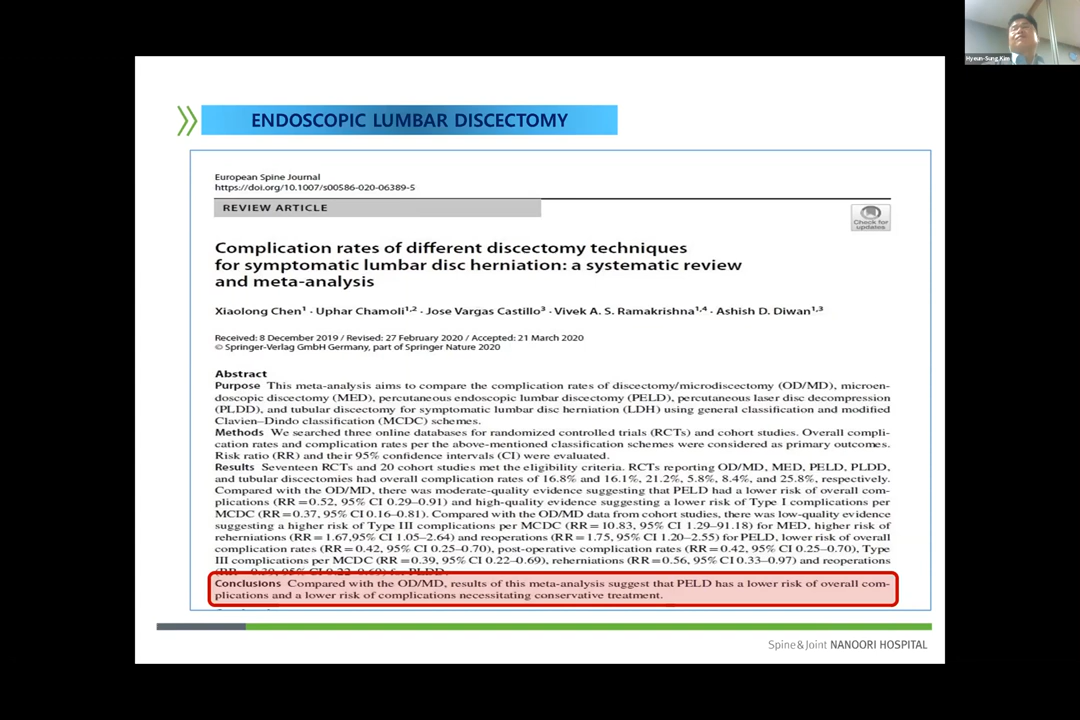 Hyeun-Sung Kim
ENDOSCOPIC LUMBAR DISCECTOMY
European Spine Journal
https://doi.org/10.1007/s00586-020-06389-5
REVIEW ARTICLE
Check for
updates
Complication rates of different discectomy techniques
for symptomatic lumbar disc herniation: a systematic review
and meta-analysis
Xiaolong Chen1 · Uphar Chamoli1,2 · Jose Vargas Castillo3 · Vivek A. S. Ramakrishna1,4 · Ashish D. Diwan1,3
Received: 8 December 2019 / Revised: 27 February 2020 / Accepted: 21 March 2020
© Springer-Verlag GmbH Germany, part of Springer Nature 2020
Abstract
Purpose This meta-analysis aims to compare the complication rates of discectomy/microdiscectomy (OD/MD), microen-
doscopic discectomy (MED), percutaneous endoscopic lumbar discectomy (PELD), percutaneous laser disc decompression
(PLDD), and tubular discectomy for symptomatic lumbar disc herniation (LDH) using general classification and modified
Clavien–Dindo classification (MCDC) schemes.
Methods We searched three online databases for randomized controlled trials (RCTs) and cohort studies. Overall compli-
cation rates and complication rates per the above-mentioned classification schemes were considered as primary outcomes.
Risk ratio (RR) and their 95% confidence intervals (CI) were evaluated.
Results Seventeen RCTs and 20 cohort studies met the eligibility criteria. RCTs reporting OD/MD, MED, PELD, PLDD,
and tubular discectomies had overall complication rates of 16.8% and 16.1%, 21.2%, 5.8%, 8.4%, and 25.8%, respectively.
Compared with the OD/MD, there was moderate-quality evidence suggesting that PELD had a lower risk of overall com-
plications (RR=0.52, 95% CI 0.29–0.91) and high-quality evidence suggesting a lower risk of Type I complications per
MCDC (RR=0.37, 95% CI 0.16–0.81). Compared with the OD/MD data from cohort studies, there was low-quality evidence
suggesting a higher risk of Type III complications per MCDC (RR=10.83, 95% CI 1.29–91.18) for MED, higher risk of
reherniations (RR=1.67,95% CI 1.05–2.64) and reoperations (RR=1.75, 95% CI 1.20–2.55) for PELD, lower risk of overall
complication rates (RR=0.42, 95% CI 0.25–0.70), post-operative complication rates (RR=0.42, 95% CI 0.25–0.70), Type
III complications per MCDC (RR=0.39, 95% CI 0.22–0.69), reherniations (RR=0.56, 95% CI 0.33–0.97) and reoperations
(RR=0.39, 95% CI 0.22–0.69) for PLDD.
Conclusions Compared with the OD/MD, results of this meta-analysis suggest that PELD has a lower risk of overall com-
plications and a lower risk of complications necessitating conservative treatment.
Spine&Joint NANOORI HOSPITAL